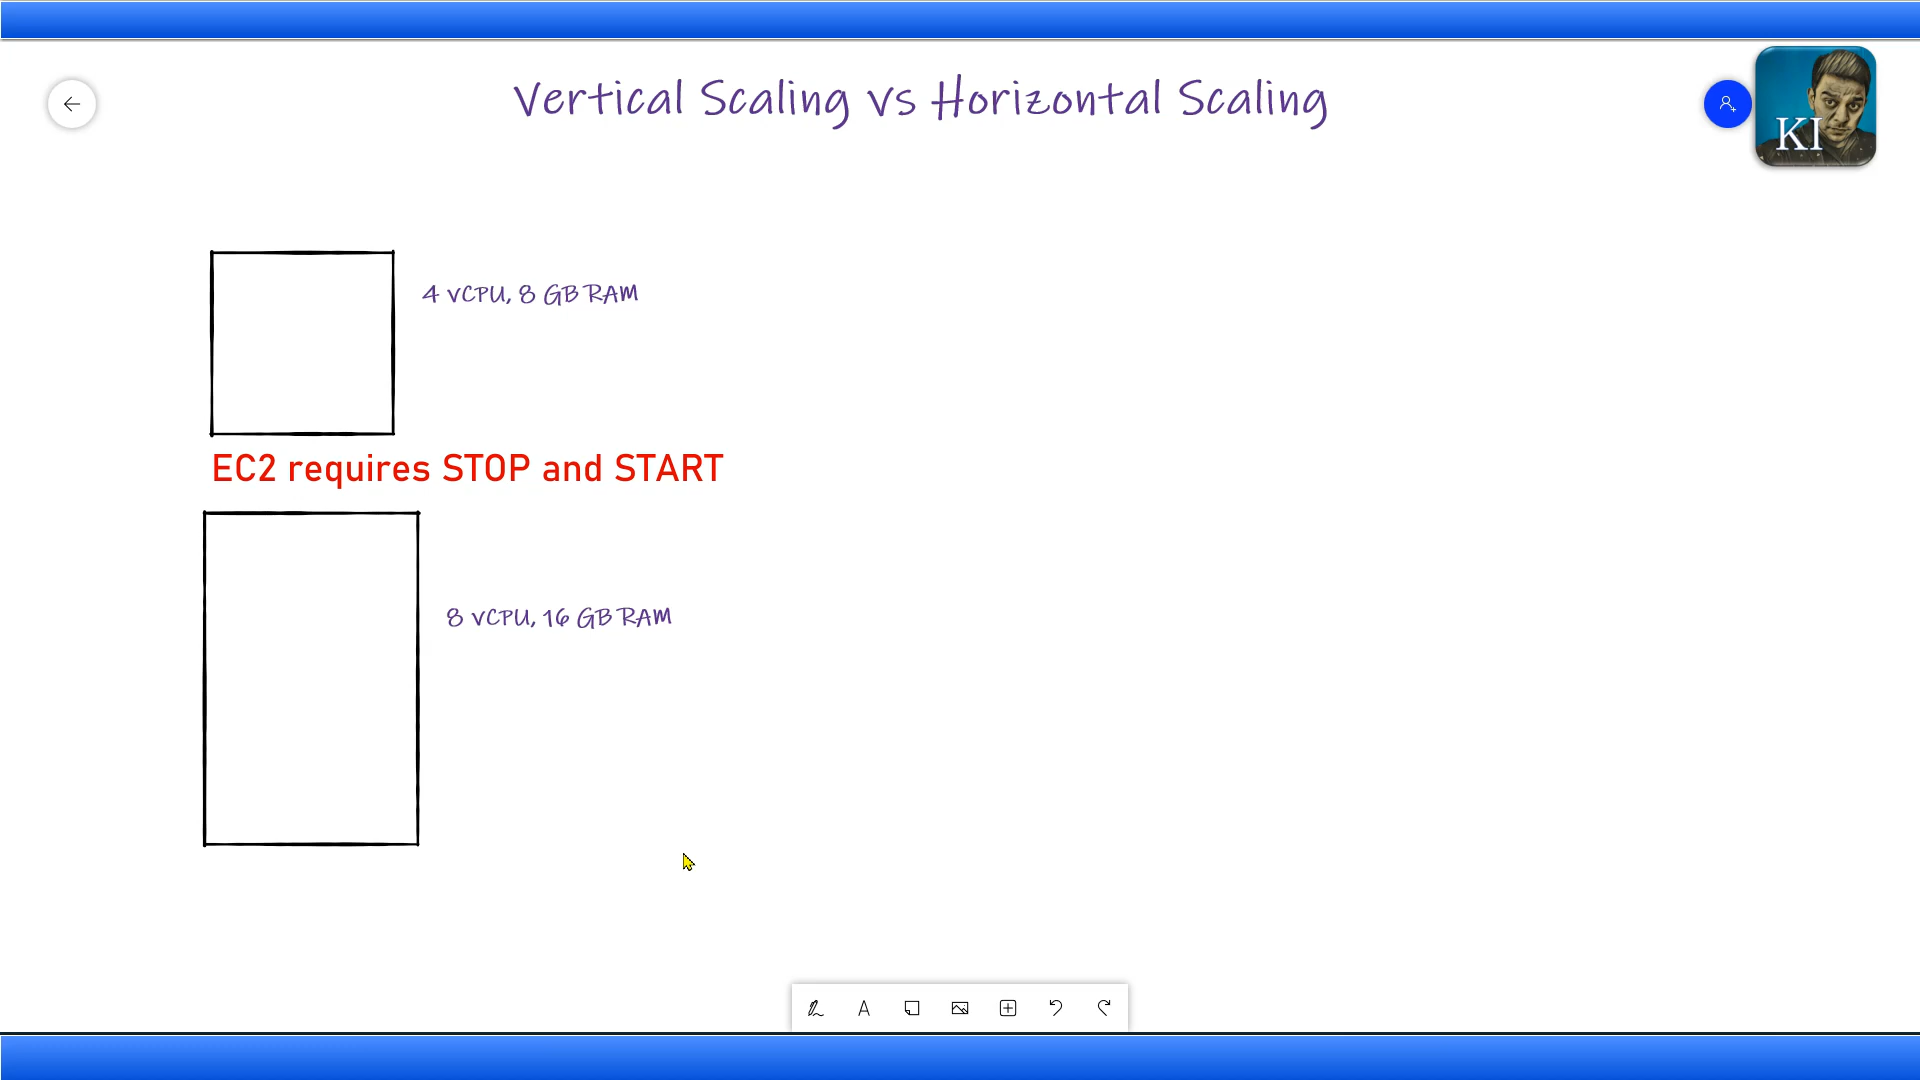 Vertical Scaling vs Horizontal Scaling
KI
4 vCPU, 8 GB RAM
EC2 requires STOP and START
8 vCPU, 16 GB RAM